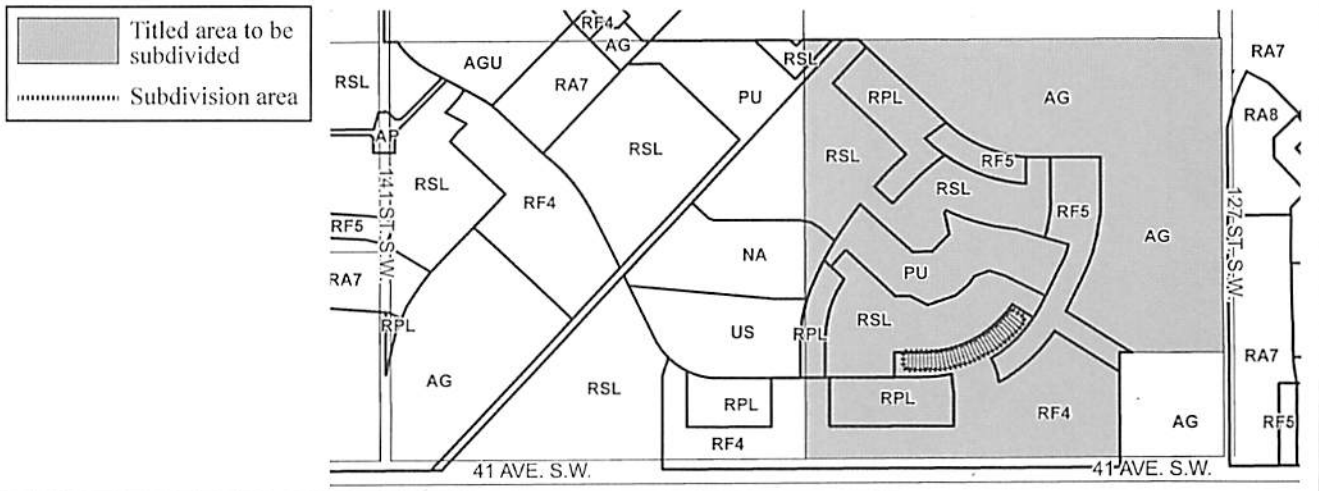 Titled area to be
subdivided
Subdivision area
RF4
AG
RSL
AGU
RSL
RA7
PU
RPL
AG
RA7
RA8
AP
RSL
RSL
RSL
RF5
RSL
RF4
141 ST. S.W.
127 ST. S.W.
RF5
RF5
NA
AG
PU
RA7
RPL
US
RPL
RSL
AG
RSL
RPL
RPL
RF4
RF4
AG
RA7
RF5
41 AVE. S.W.
41 AVE. S.W.